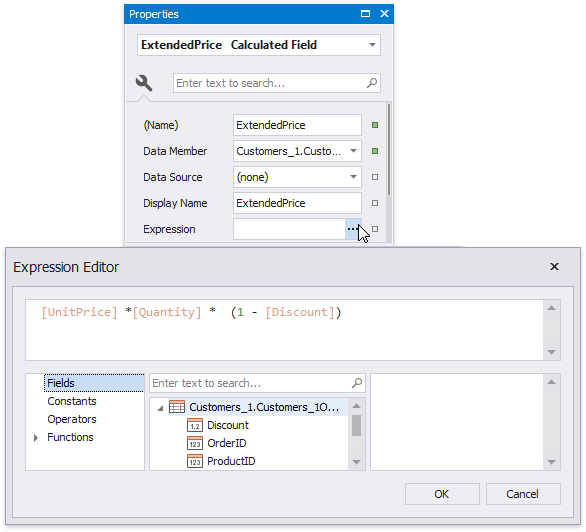 Properties
ExtendedPrice Calculated Field
Enter text to search...
(Name) ExtendedPrice
Data Member Customers_1.Custo...
Data Source (none)
Display Name ExtendedPrice
Expression ...
Expression Editor
[UnitPrice] *[Quantity] *  (1 - [Discount])
Fields
Constants
Operators
Functions
Enter text to search...
Customers_1.Customers_1O...
1,2 Discount
123 OrderID
123 ProductID
OK Cancel